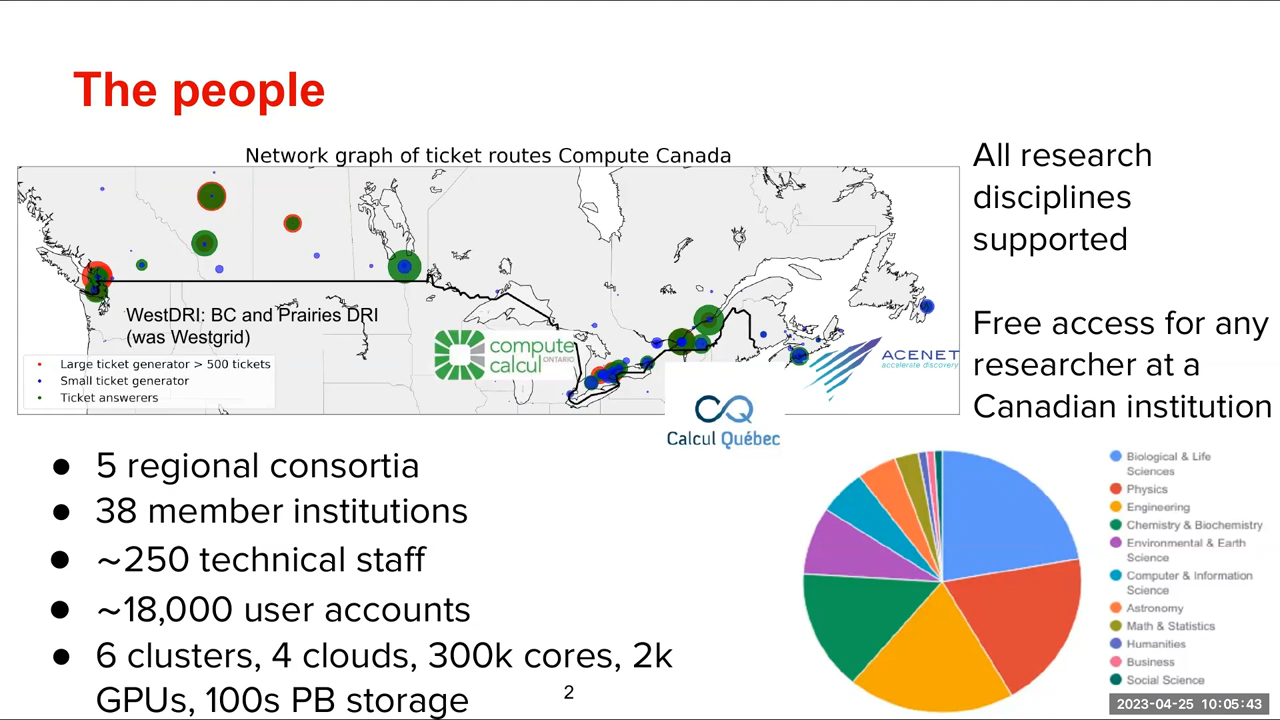 The people
Network graph of ticket routes Compute Canada
WestDRI: BC and Prairies DRI
(was Westgrid)
Large ticket generator > 500 tickets
Small ticket generator
Ticket answerers
compute
calcul ONTARIO
ACENET
accelerate discovery
Calcul Québec
All research
disciplines
supported
Free access for any
researcher at a
Canadian institution
● 5 regional consortia
● 38 member institutions
● ~250 technical staff
● ~18,000 user accounts
● 6 clusters, 4 clouds, 300k cores, 2k
GPUs, 100s PB storage
2
Biological & Life
Sciences
Physics
Engineering
Chemistry & Biochemistry
Environmental & Earth
Science
Computer & Information
Science
Astronomy
Math & Statistics
Humanities
Business
Social Science
2023-04-25 10:05:43